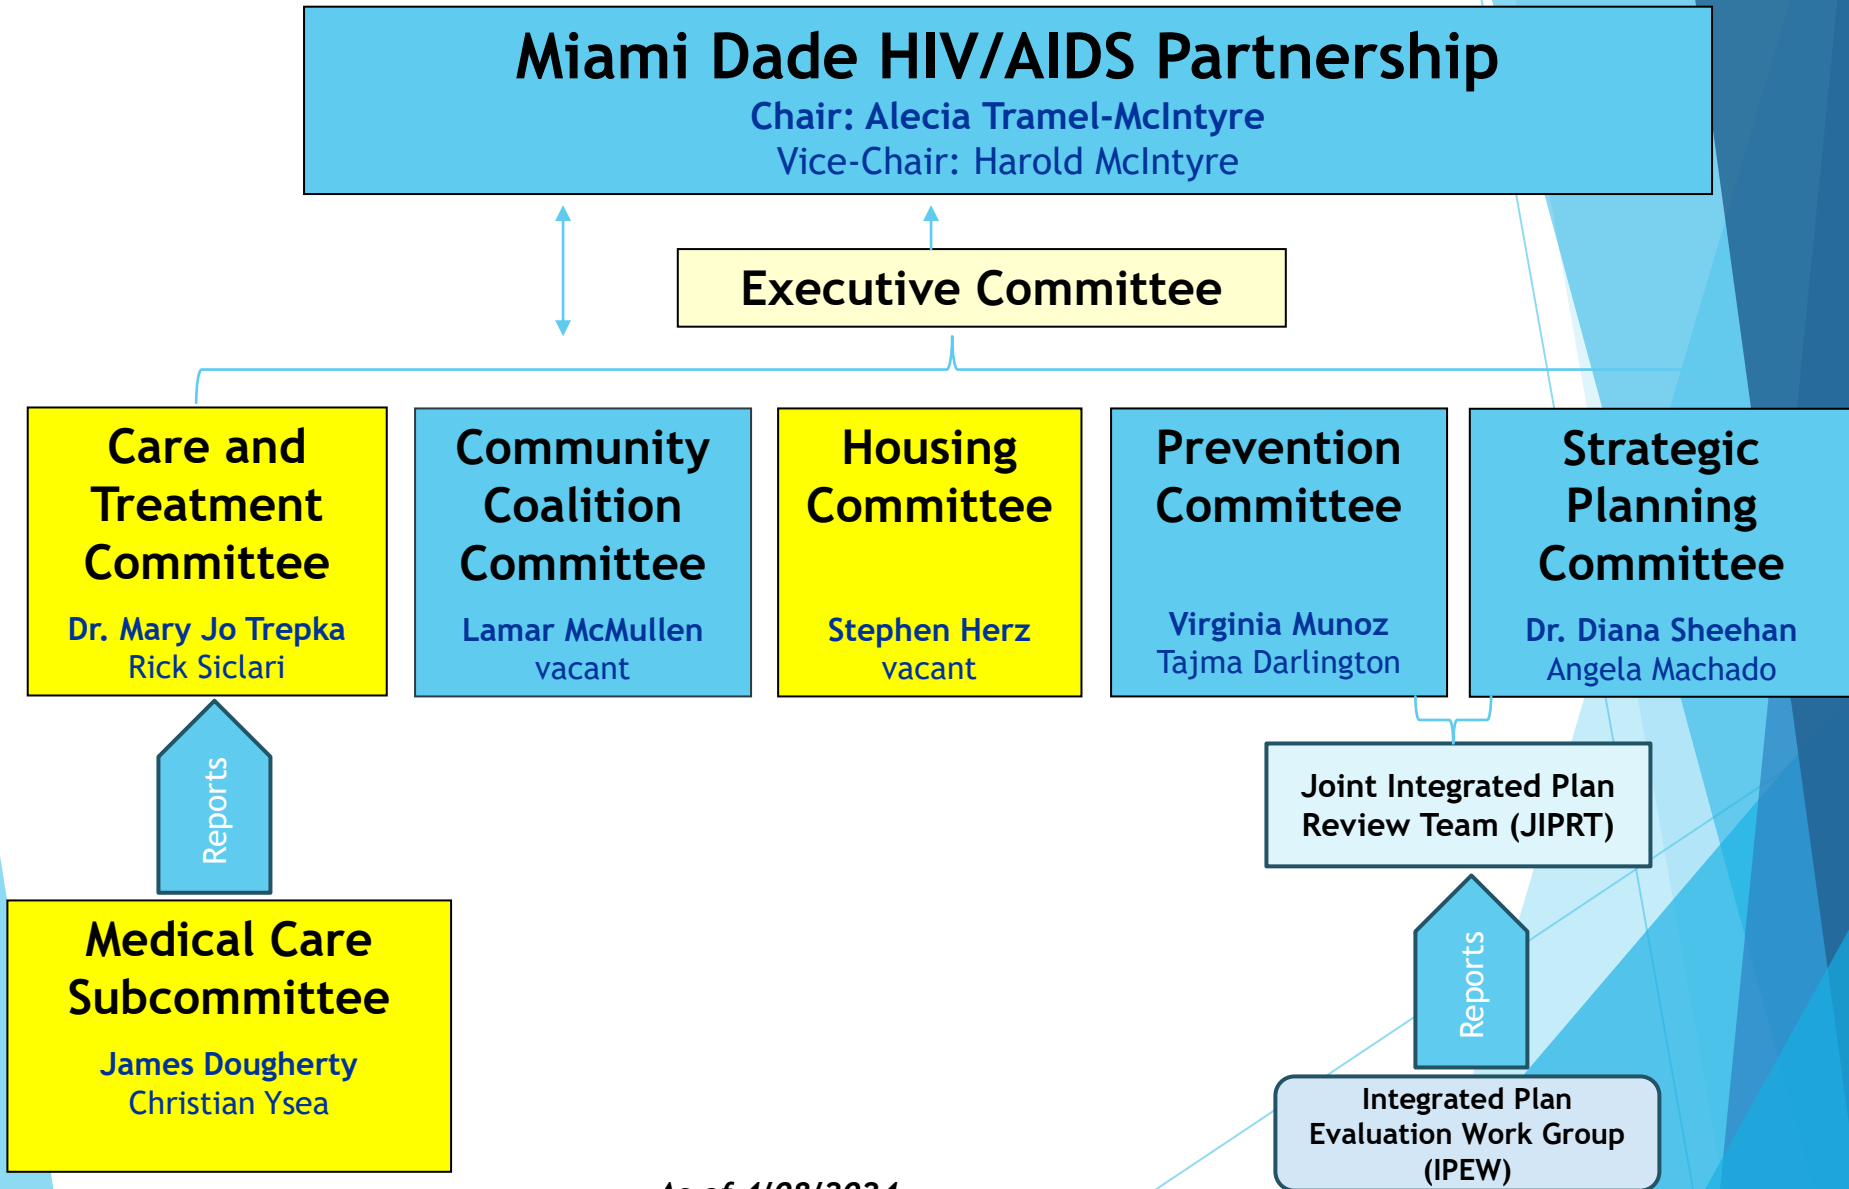 Miami Dade HIV/AIDS Partnership
Chair: Alecia Tramel-McIntyre
Vice-Chair: Harold McIntyre
Executive Committee
Care and
Treatment
Committee
Dr. Mary Jo Trepka
Rick Siclari
Community
Coalition
Committee
Lamar McMullen
vacant
Housing
Committee
Stephen Herz
vacant
Prevention
Committee
Virginia Munoz
Tajma Darlington
Strategic
Planning
Committee
Dr. Diana Sheehan
Angela Machado
Reports
Medical Care
Subcommittee
James Dougherty
Christian Ysea
Joint Integrated Plan
Review Team (JIPRT)
Reports
Integrated Plan
Evaluation Work Group
(IPEW)
As of